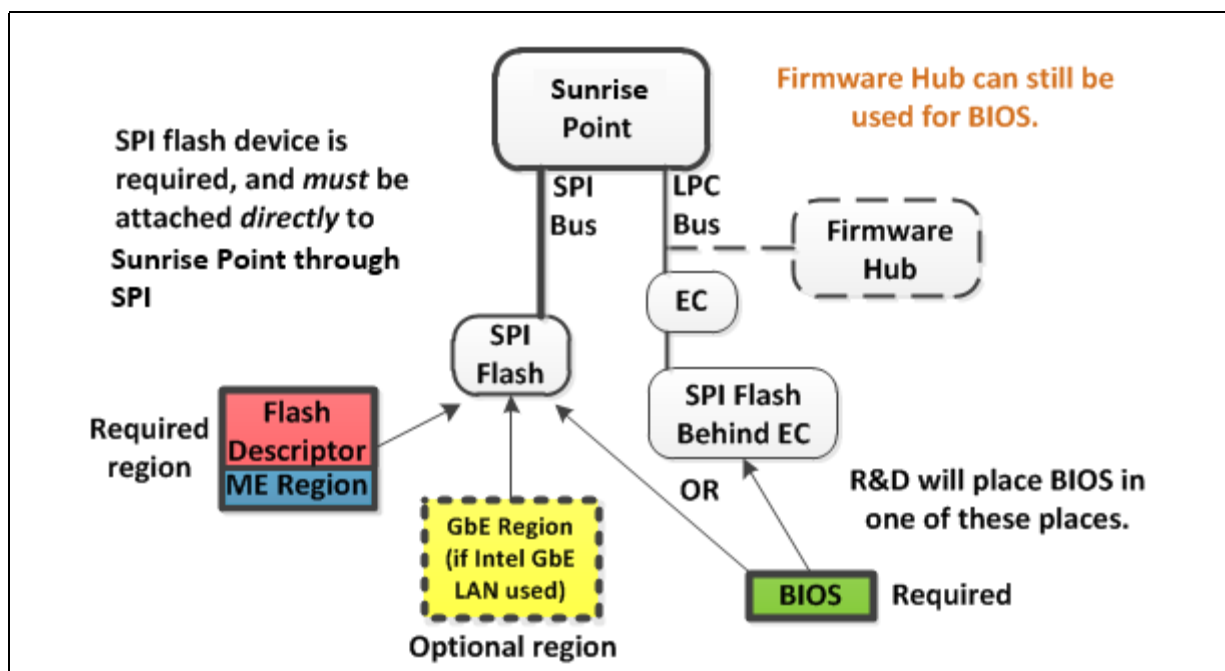 Sunrise
Point
Firmware Hub can still be
used for BIOS.
SPI flash device is
required, and must be
attached directly to
Sunrise Point through
SPI
SPI
Bus
LPC
Bus
Firmware
Hub
EC
SPI
Flash
SPI Flash
Behind EC
Required
region
Flash
Descriptor
ME Region
OR
R&D will place BIOS in
one of these places.
GbE Region
(if Intel GbE
LAN used)
Optional region
BIOS
Required